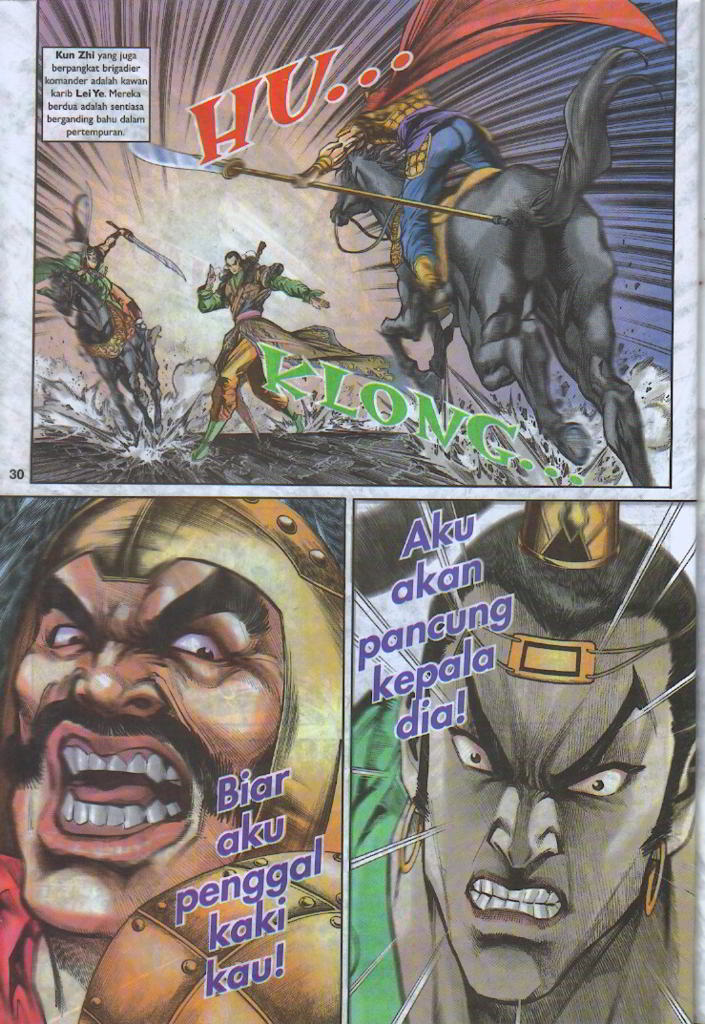 Kun Zhi yang juga
berpangkat brigadier
komander adalah kawan
karib Lei Ye. Mereka
berdua adalah sentiasa
berganding bahu dalam
pertempuran.
HU...
KLONG...
30
Biar
aku
penggal
kaki
kau!
Aku
akan
pancung
kepala
dia!